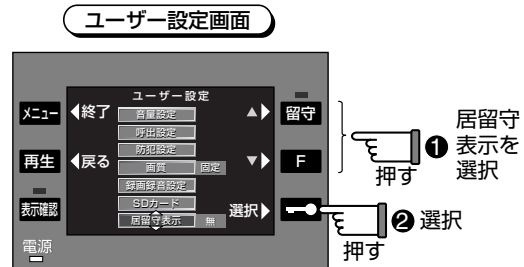 ユーザー設定画面
ユーザー設定
メニュー ◀終了 音量設定 ▲▶ 留守
呼出設定
防犯設定
再生 ◀戻る 画質 固定 ▼▶ F
録画録音設定
SDカード
表示確認 居留守表示 無 選択▶
電源
押す
❶ 居留守
表示を
選択
押す
❷ 選択